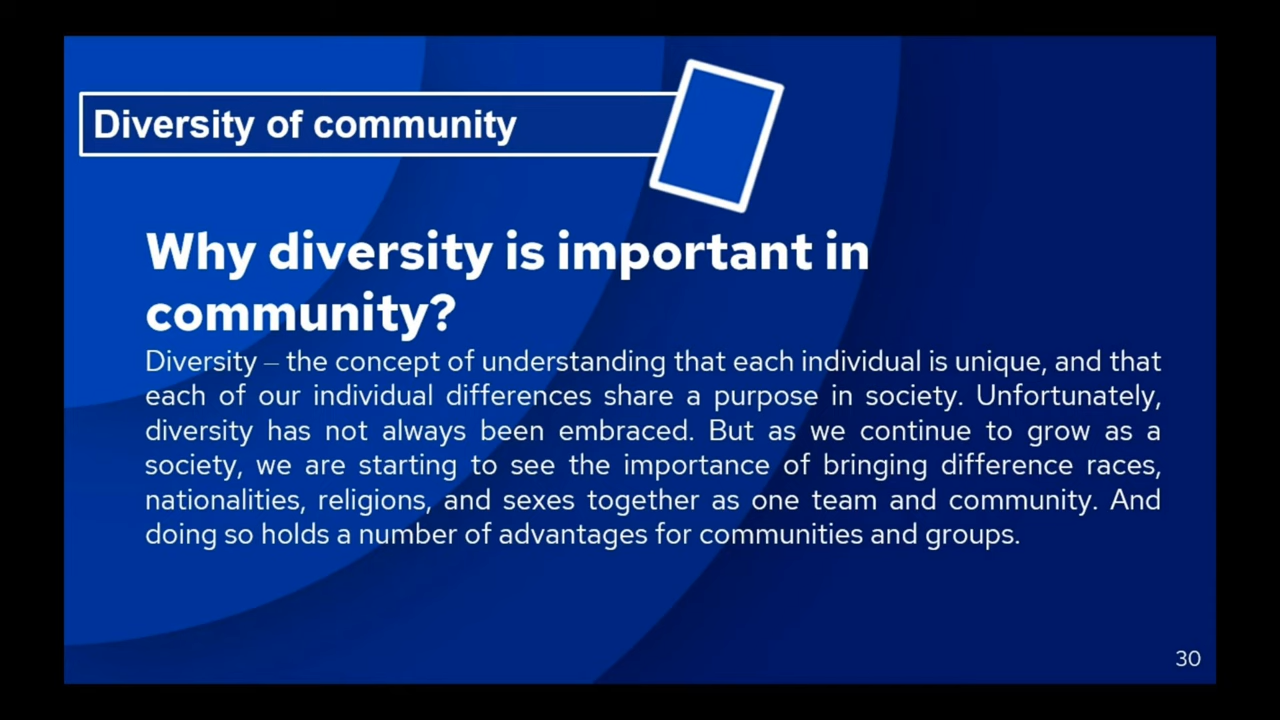 Diversity of community
Why diversity is important in
community?
Diversity – the concept of understanding that each individual is unique, and that
each of our individual differences share a purpose in society. Unfortunately,
diversity has not always been embraced. But as we continue to grow as a
society, we are starting to see the importance of bringing difference races,
nationalities, religions, and sexes together as one team and community. And
doing so holds a number of advantages for communities and groups.
30